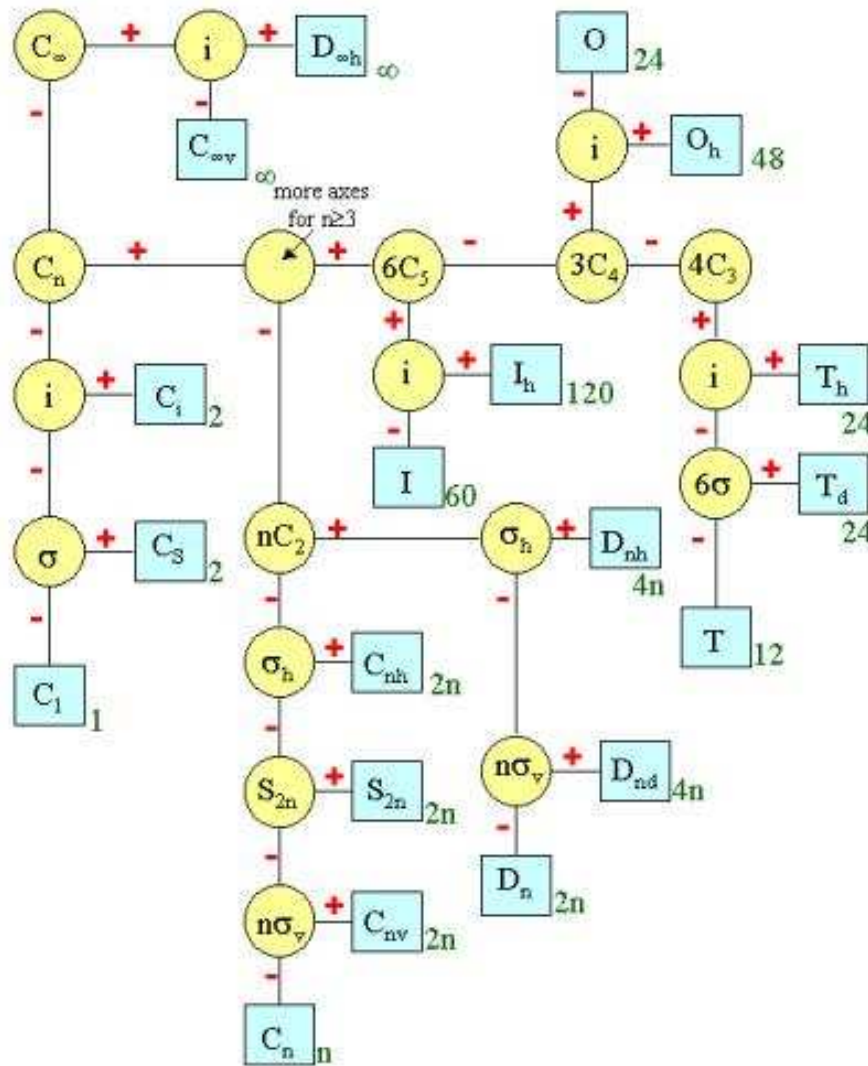 C∞ + i + D∞h ∞
O 24
- -
C∞v ∞
-
i + Oh 48
more axes
for n≥3
+
Cn + + 6C5 - 3C4 - 4C3
- - + +
i + Ci 2
i + Ih 120
i + Th 24
- - -
I 60
6σ + Td 24
σ + CS 2
nC2 + σh + Dnh 4n
- - - -
C1 1
σh + Cnh 2n
T 12
-
S2n + S2n 2n
nσv + Dnd 4n
- -
Dn 2n
nσv + Cnv 2n
-
Cn n